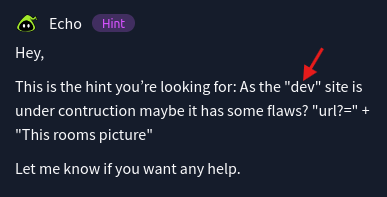 Echo Hint
Hey,
This is the hint you’re looking for: As the "dev" site is
under contruction maybe it has some flaws? "url?=" +
"This rooms picture"
Let me know if you want any help.